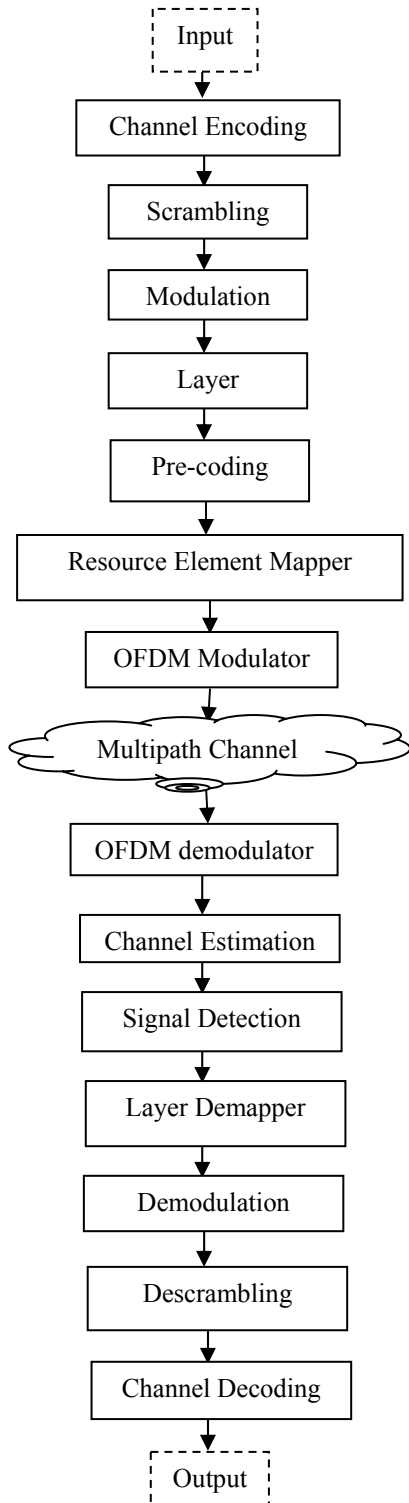 Input
Channel Encoding
Scrambling
Modulation
Layer
Pre-coding
Resource Element Mapper
OFDM Modulator
Multipath Channel
OFDM demodulator
Channel Estimation
Signal Detection
Layer Demapper
Demodulation
Descrambling
Channel Decoding
Output